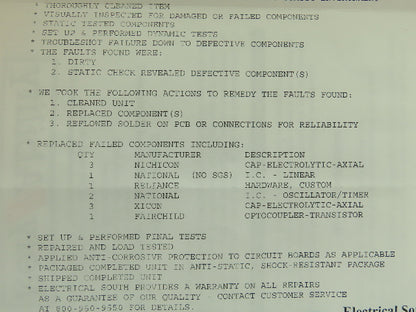 * THOROUGHLY CLEANED ITEM
* VISUALLY INSPECTED FOR DAMAGED OR FAILED COMPONENTS
* STATIC TESTED COMPONENTS
* SET UP & PERFORMED DYNAMIC TESTS
* TROUBLESHOT FAILURE DOWN TO DEFECTIVE COMPONENTS
* THE FAULTS FOUND WERE:
1. DIRTY
2. STATIC CHECK REVEALED DEFECTIVE COMPONENT(S)
* WE TOOK THE FOLLOWING ACTIONS TO REMEDY THE FAULTS FOUND:
1. CLEANED UNIT
2. REPLACED COMPONENT(S)
3. REFLOWED SOLDER ON PCB OR CONNECTIONS FOR RELIABILITY
* REPLACED FAILED COMPONENTS INCLUDING:
QTY MANUFACTURER DESCRIPTION
3 NICHICON CAP-ELECTROLYTIC-AXIAL
1 NATIONAL (NO SGS) I.C. - LINEAR
1 RELIANCE HARDWARE, CUSTOM
2 NATIONAL I.C. - OSCILLATOR/TIMER
3 XICON CAP-ELECTROLYTIC-AXIAL
1 FAIRCHILD OPTOCOUPLER-TRANSISTOR
* SET UP & PERFORMED FINAL TESTS
* REPAIRED AND LOAD TESTED
* APPLIED ANTI-CORROSIVE PROTECTION TO CIRCUIT BOARDS AS APPLICABLE
* PACKAGED COMPLETED UNIT IN ANTI-STATIC, SHOCK-RESISTANT PACKAGE
* SHIPPED COMPLETED UNIT
* ELECTRICAL SOUTH PROVIDES A WARRANTY ON ALL REPAIRS
AS A GUARANTEE OF OUR QUALITY - CONTACT CUSTOMER SERVICE
AT 800-950-9550 FOR DETAILS.
Electrical So